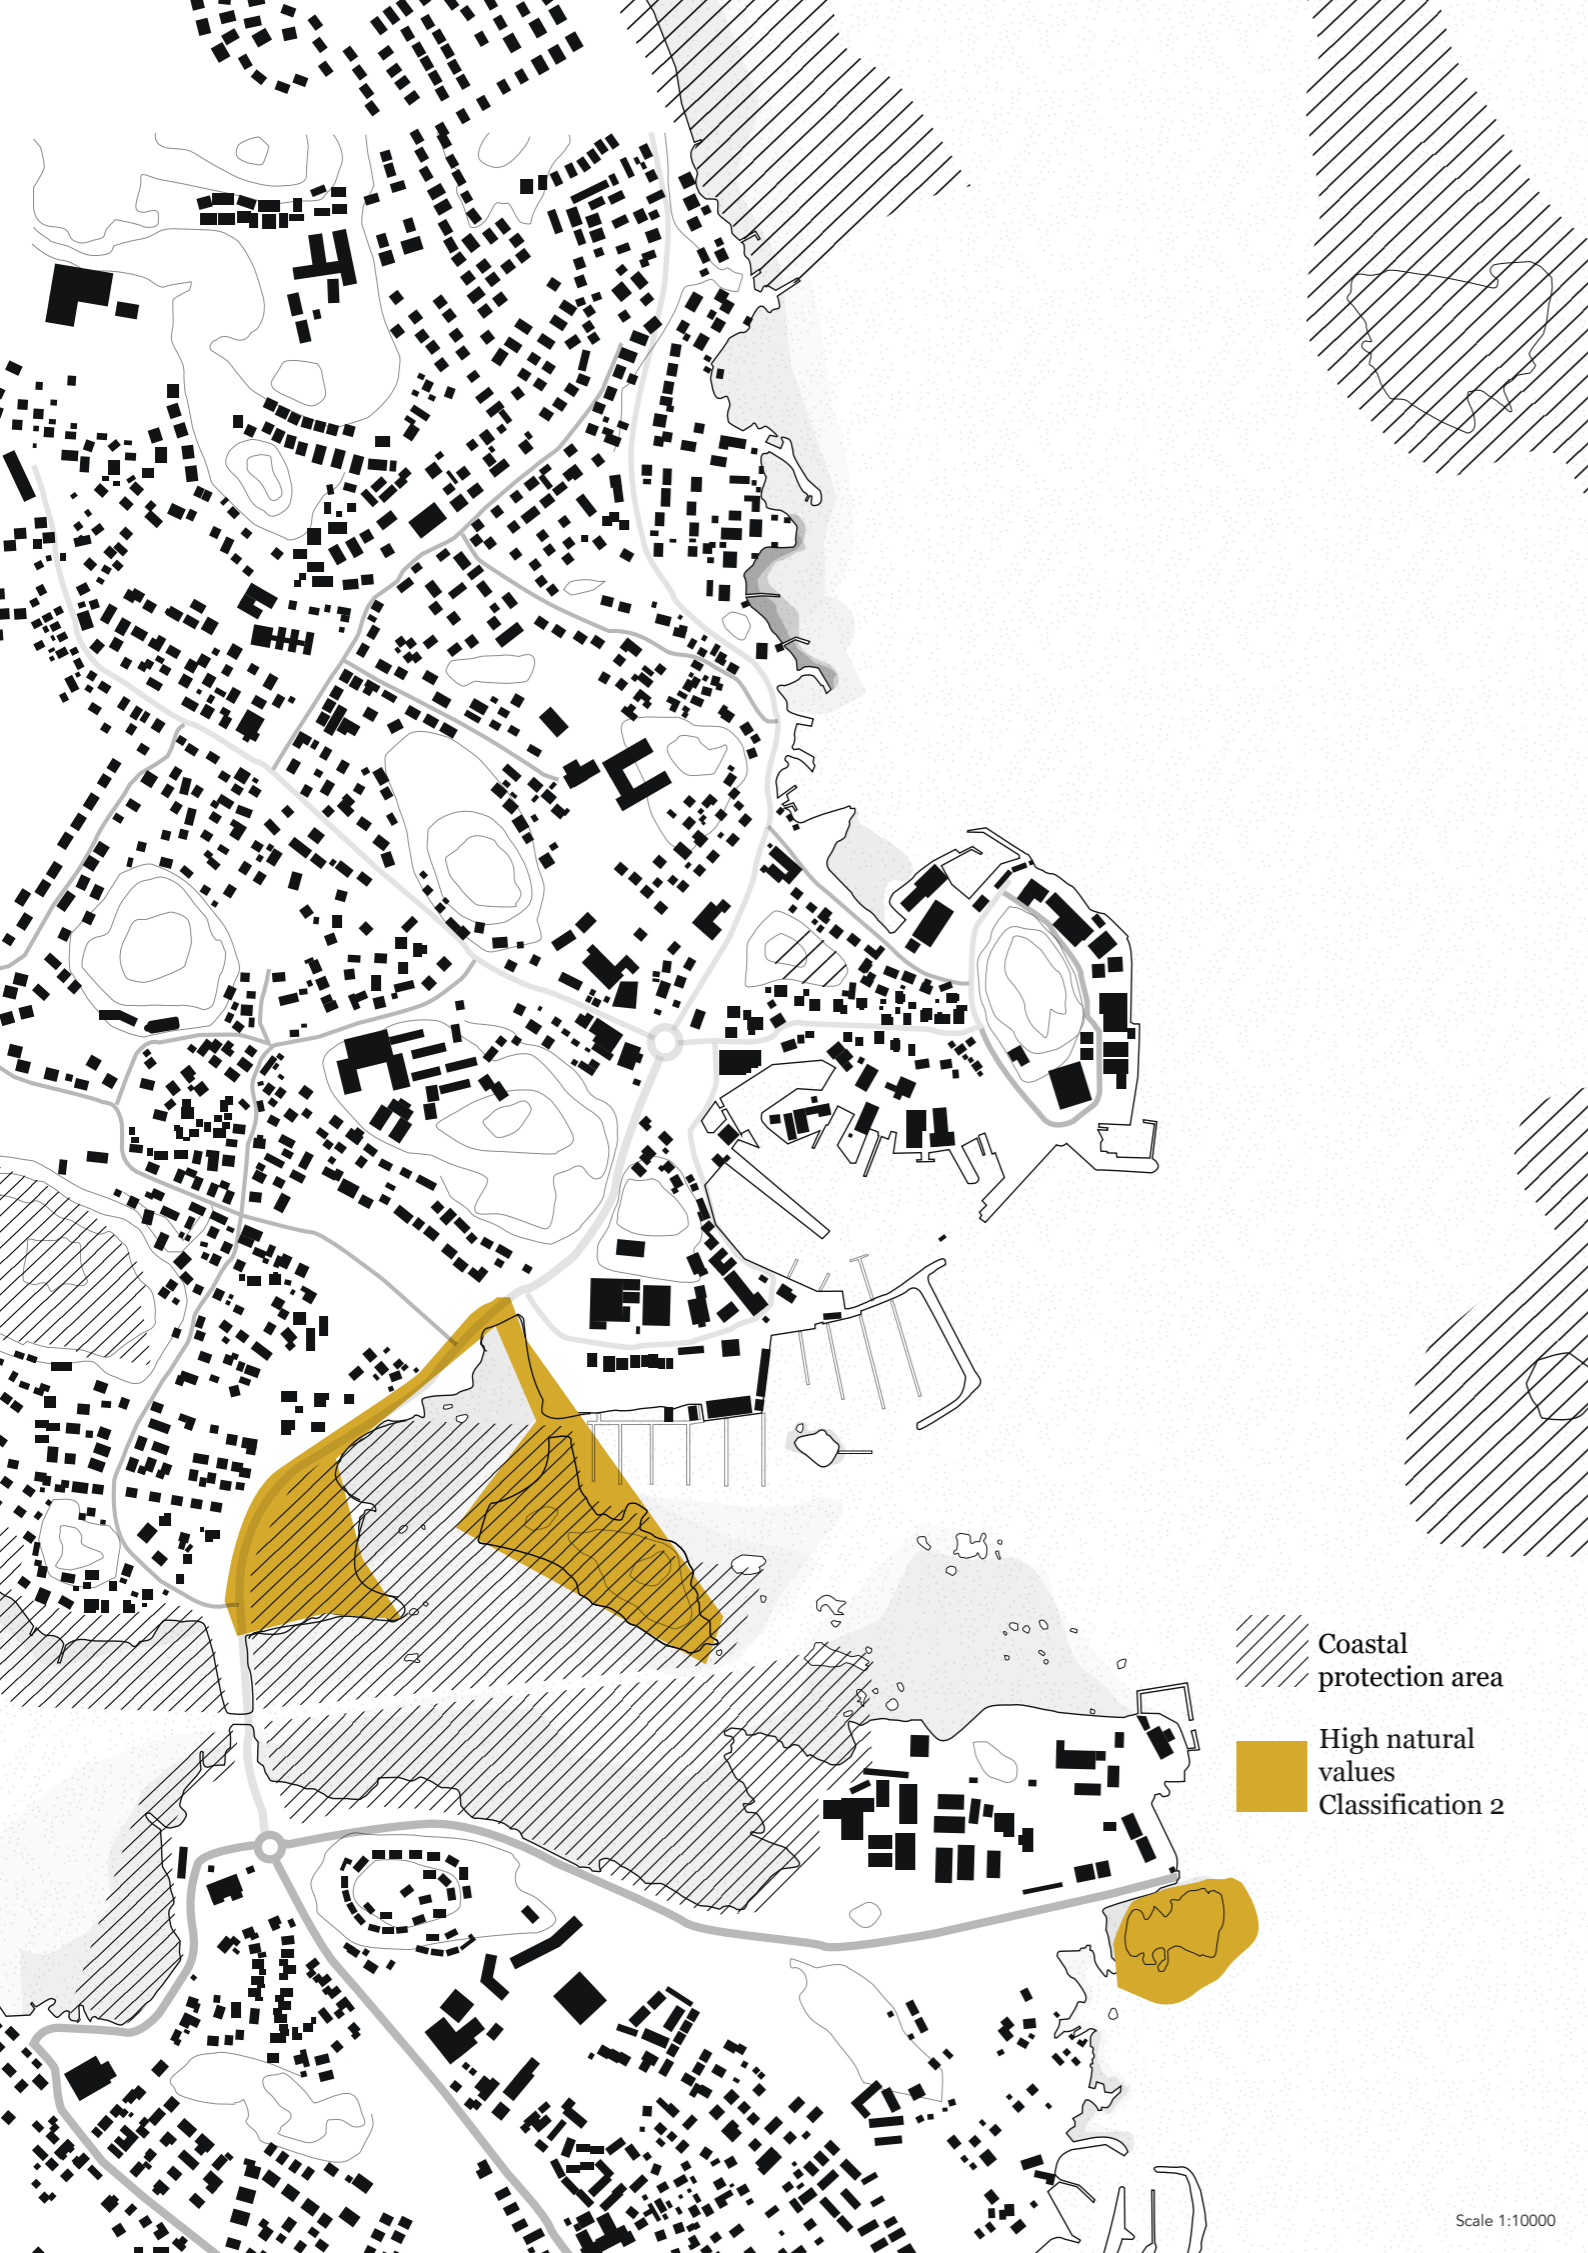 Coastal
protection area
High natural
values
Classification 2
Scale 1:10000